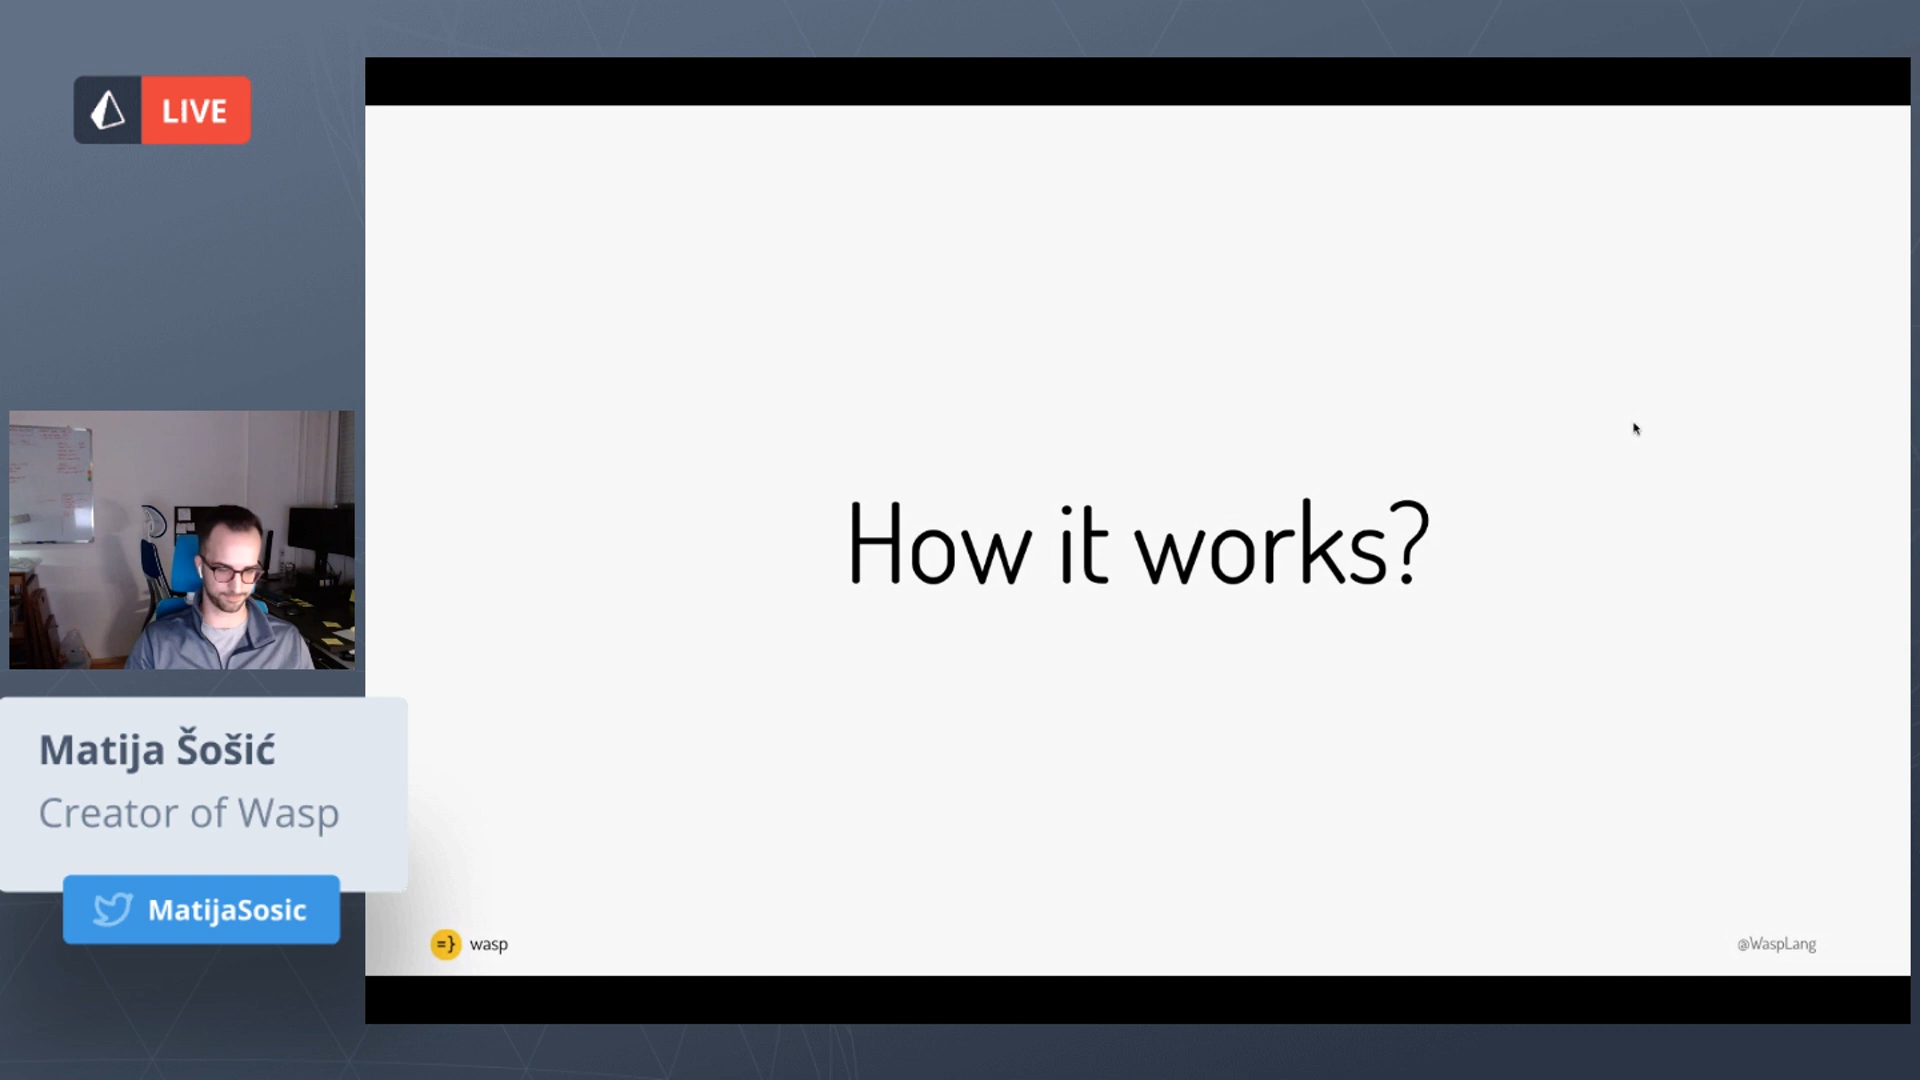 LIVE
How it works?
Matija Šošić
Creator of Wasp
MatijaSosic
=} wasp
@WaspLang